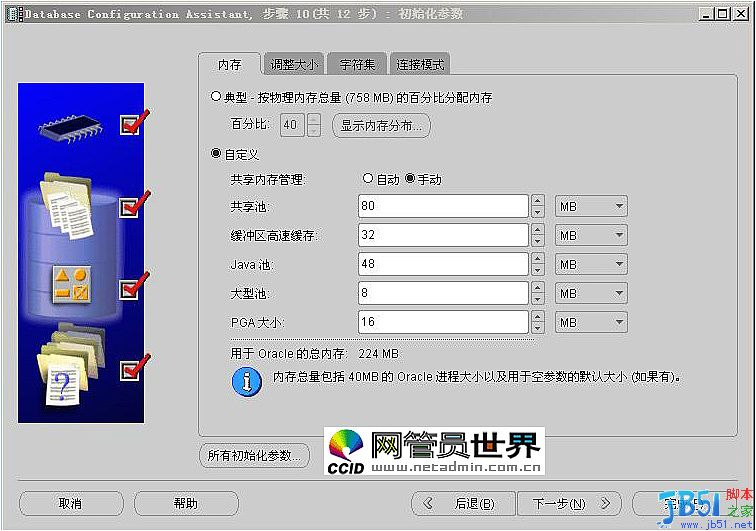 Database Configuration Assistant, 步骤 10(共 12 步) : 初始化参数
内存 调整大小 字符集 连接模式
典型 - 按物理内存总量 (758 MB) 的百分比分配内存
百分比: 40 显示内存分布...
自定义
共享内存管理: 自动 手动
共享池: 80 MB
缓冲区高速缓存: 32 MB
Java 池: 48 MB
大型池: 8 MB
PGA 大小: 16 MB
用于 Oracle 的总内存: 224 MB
内存总量包括 40MB 的 Oracle 进程大小以及用于空参数的默认大小 (如果有)。
所有初始化参数...
CCID 网管员世界
www.netadmin.com.cn
取消 帮助 后退(B) 下一步(N)
JB51 脚本之家
www.jb51.net